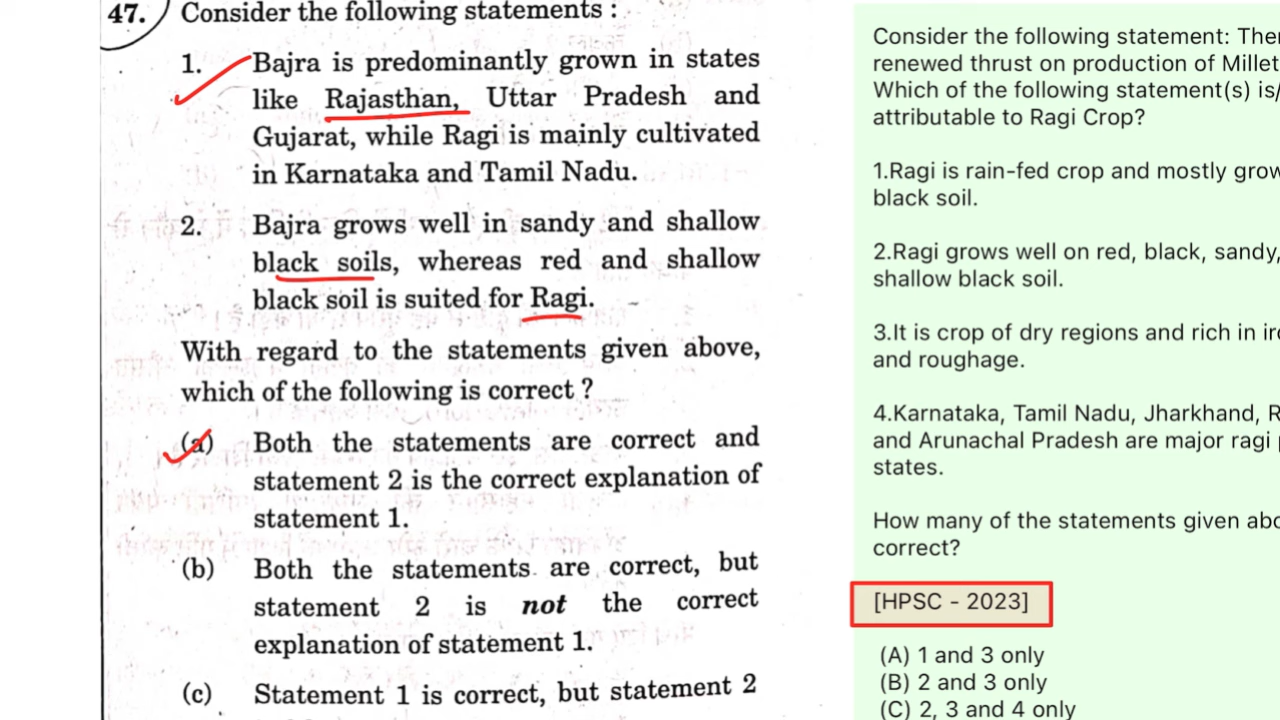 47. Consider the following statements :
1. Bajra is predominantly grown in states
like Rajasthan, Uttar Pradesh and
Gujarat, while Ragi is mainly cultivated
in Karnataka and Tamil Nadu.
2. Bajra grows well in sandy and shallow
black soils, whereas red and shallow
black soil is suited for Ragi.
With regard to the statements given above,
which of the following is correct ?
(a) Both the statements are correct and
statement 2 is the correct explanation of
statement 1.
(b) Both the statements are correct, but
statement 2 is not the correct
explanation of statement 1.
(c) Statement 1 is correct, but statement 2
Consider the following statement:
renewed thrust on production of Millet
Which of the following statement(s)
attributable to Ragi Crop?
1.Ragi is rain-fed crop and mostly
black soil.
2.Ragi grows well on red, black, sandy,
shallow black soil.
3.It is crop of dry regions and rich in
and roughage.
4.Karnataka, Tamil Nadu, Jharkhand,
and Arunachal Pradesh are major ragi
states.
How many of the statements given
correct?
[HPSC - 2023]
(A) 1 and 3 only
(B) 2 and 3 only
(C) 2, 3 and 4 only